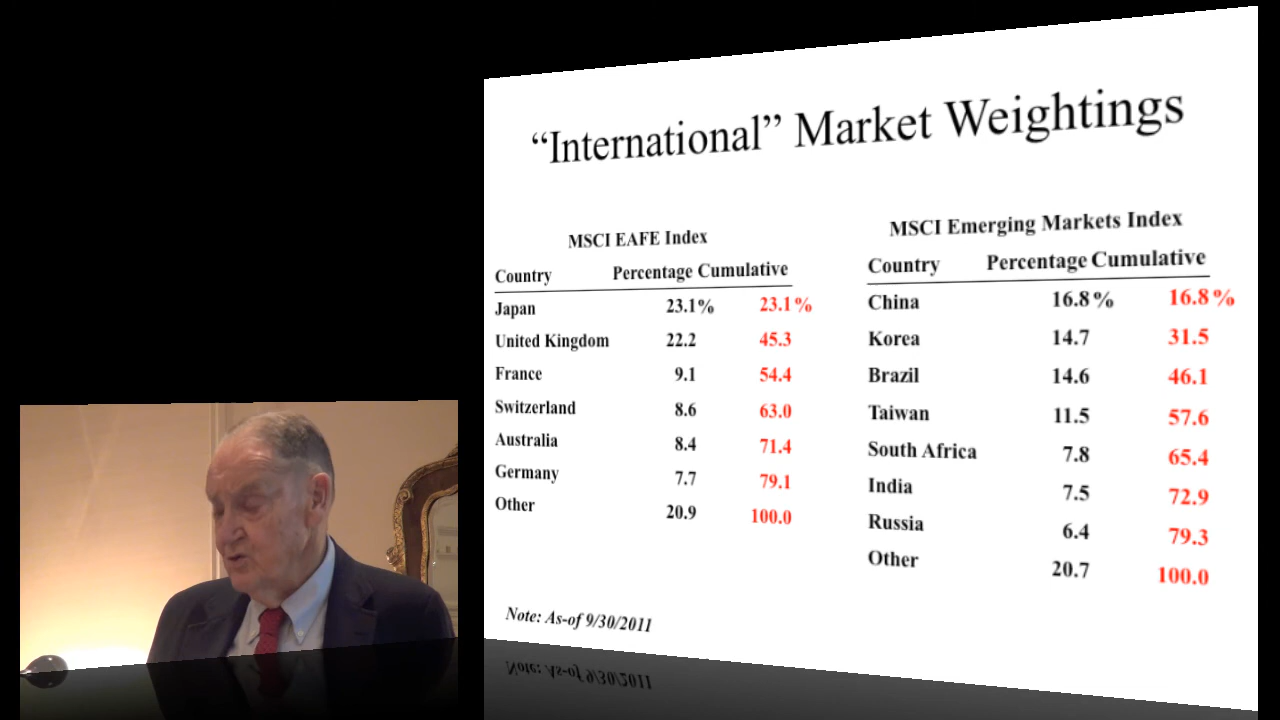 “International” Market Weightings
MSCI EAFE Index
Country Percentage Cumulative
Japan 23.1% 23.1%
United Kingdom 22.2 45.3
France 9.1 54.4
Switzerland 8.6 63.0
Australia 8.4 71.4
Germany 7.7 79.1
Other 20.9 100.0
MSCI Emerging Markets Index
Country Percentage Cumulative
China 16.8% 16.8%
Korea 14.7 31.5
Brazil 14.6 46.1
Taiwan 11.5 57.6
South Africa 7.8 65.4
India 7.5 72.9
Russia 6.4 79.3
Other 20.7 100.0
Note: As-of 9/30/2011